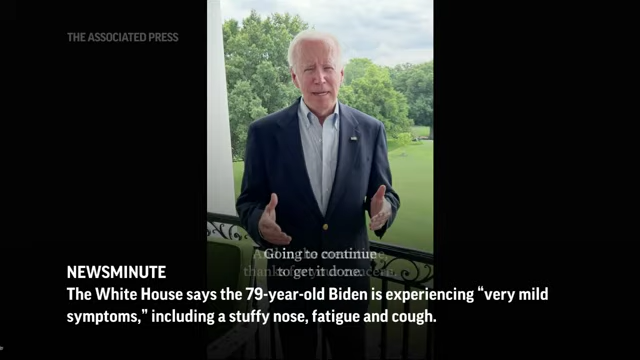 THE ASSOCIATED PRESS
Going to continue
to get it done.
NEWSMINUTE
The White House says the 79-year-old Biden is experiencing “very mild
symptoms,” including a stuffy nose, fatigue and cough.